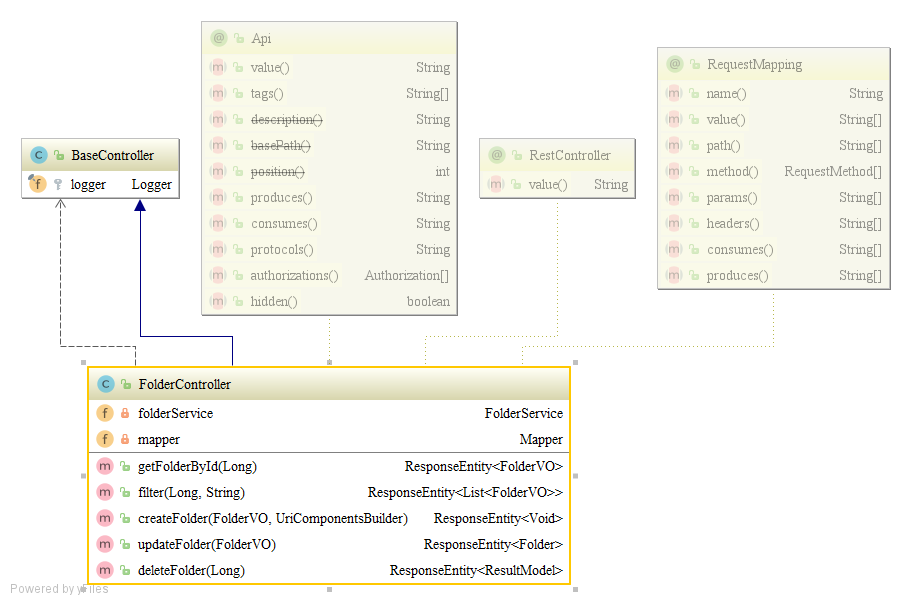 Api
value() String
tags() String[]
description() String
basePath() String
position() int
produces() String
consumes() String
protocols() String
authorizations() Authorization[]
hidden() boolean
RequestMapping
name() String
value() String[]
path() String[]
method() RequestMethod[]
params() String[]
headers() String[]
consumes() String[]
produces() String[]
BaseController
logger Logger
RestController
value() String
FolderController
folderService FolderService
mapper Mapper
getFolderById(Long) ResponseEntity<FolderVO>
filter(Long, String) ResponseEntity<List<FolderVO>>
createFolder(FolderVO, UriComponentsBuilder) ResponseEntity<Void>
updateFolder(FolderVO) ResponseEntity<Folder>
deleteFolder(Long) ResponseEntity<ResultModel>
Powered by yFiles